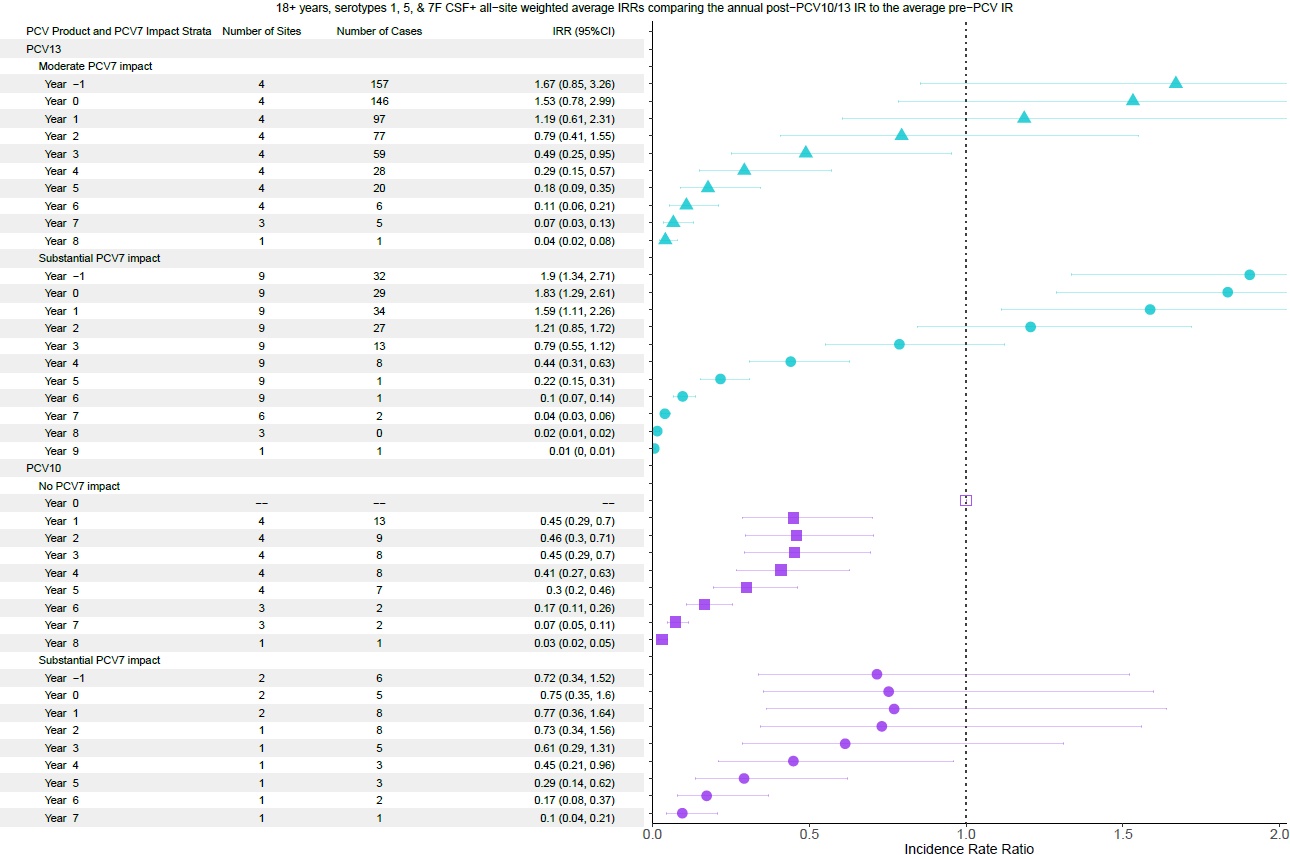 18+ years, serotypes 1, 5, & 7F CSF+ all−site weighted average IRRs comparing the annual post−PCV10/13 IR to the average pre−PCV IR
PCV Product and PCV7 Impact Strata Number of Sites Number of Cases IRR (95%CI)
PCV13
Moderate PCV7 impact
Year −1 4 157 1.67 (0.85, 3.26)
Year 0 4 146 1.53 (0.78, 2.99)
Year 1 4 97 1.19 (0.61, 2.31)
Year 2 4 77 0.79 (0.41, 1.55)
Year 3 4 59 0.49 (0.25, 0.95)
Year 4 4 28 0.29 (0.15, 0.57)
Year 5 4 20 0.18 (0.09, 0.35)
Year 6 4 6 0.11 (0.06, 0.21)
Year 7 3 5 0.07 (0.03, 0.13)
Year 8 1 1 0.04 (0.02, 0.08)
Substantial PCV7 impact
Year −1 9 32 1.9 (1.34, 2.71)
Year 0 9 29 1.83 (1.29, 2.61)
Year 1 9 34 1.59 (1.11, 2.26)
Year 2 9 27 1.21 (0.85, 1.72)
Year 3 9 13 0.79 (0.55, 1.12)
Year 4 9 8 0.44 (0.31, 0.63)
Year 5 9 1 0.22 (0.15, 0.31)
Year 6 9 1 0.1 (0.07, 0.14)
Year 7 6 2 0.04 (0.03, 0.06)
Year 8 3 0 0.02 (0.01, 0.02)
Year 9 1 1 0.01 (0, 0.01)
PCV10
No PCV7 impact
Year 0 −− −− −−
Year 1 4 13 0.45 (0.29, 0.7)
Year 2 4 9 0.46 (0.3, 0.71)
Year 3 4 8 0.45 (0.29, 0.7)
Year 4 4 8 0.41 (0.27, 0.63)
Year 5 4 7 0.3 (0.2, 0.46)
Year 6 3 2 0.17 (0.11, 0.26)
Year 7 3 2 0.07 (0.05, 0.11)
Year 8 1 1 0.03 (0.02, 0.05)
Substantial PCV7 impact
Year −1 2 6 0.72 (0.34, 1.52)
Year 0 2 5 0.75 (0.35, 1.6)
Year 1 2 8 0.77 (0.36, 1.64)
Year 2 1 8 0.73 (0.34, 1.56)
Year 3 1 5 0.61 (0.29, 1.31)
Year 4 1 3 0.45 (0.21, 0.96)
Year 5 1 3 0.29 (0.14, 0.62)
Year 6 1 2 0.17 (0.08, 0.37)
Year 7 1 1 0.1 (0.04, 0.21)
0.0 0.5 1.0 1.5 2.0
Incidence Rate Ratio